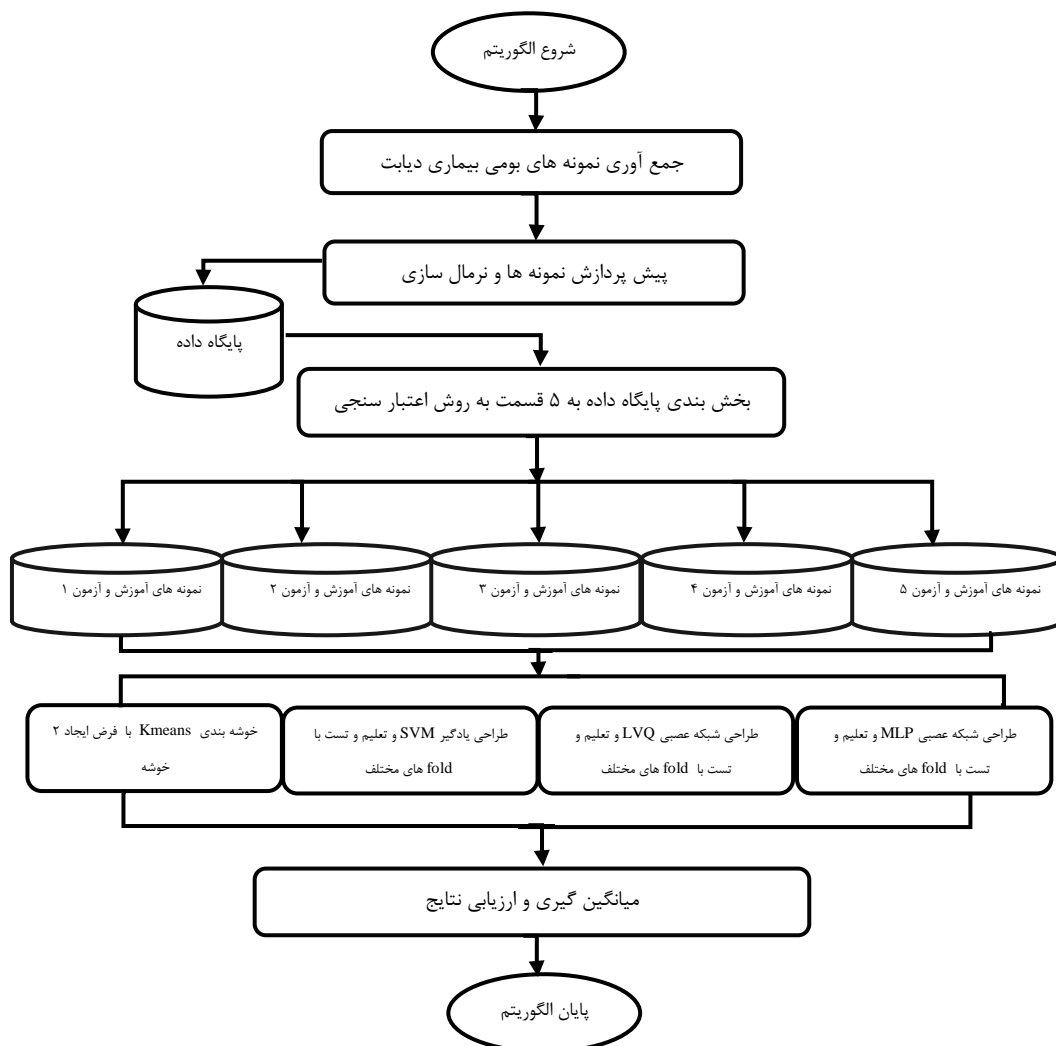 شروع الگوریتم
جمع آوری نمونه های بومی بیماری دیابت
پیش پردازش نمونه ها و نرمال سازی
پایگاه داده
بخش بندی پایگاه داده به ۵ قسمت به روش اعتبار سنجی
نمونه های آموزش و آزمون ۵
نمونه های آموزش و آزمون ۴
نمونه های آموزش و آزمون ۳
نمونه های آموزش و آزمون ۲
نمونه های آموزش و آزمون ۱
طراحی شبکه عصبی MLP و تعلیم و
تست با fold های مختلف
طراحی شبکه عصبی LVQ و تعلیم و
تست با fold های مختلف
طراحی یادگیر SVM و تعلیم و تست با
fold های مختلف
خوشه بندی Kmeans با فرض ایجاد ۲
خوشه
میانگین گیری و ارزیابی نتایج
پایان الگوریتم